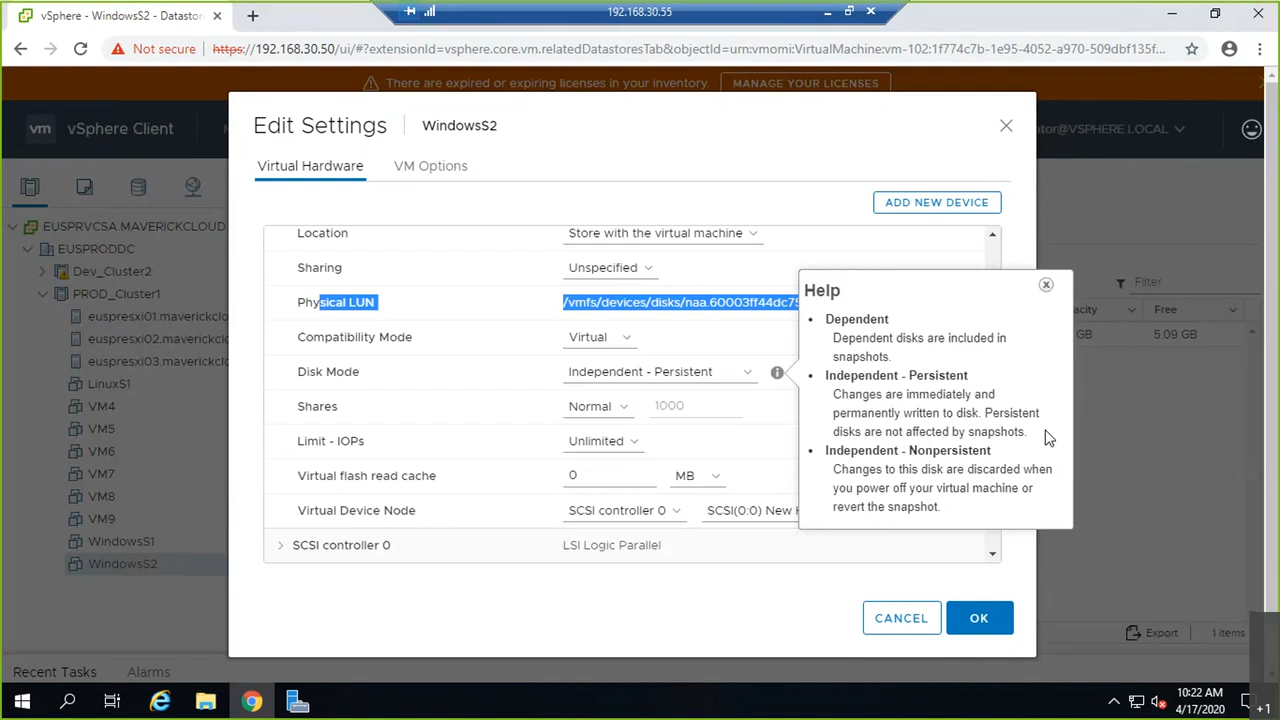 vSphere - WindowsS2 - Datastore
192.168.30.55
Not secure
https://192.168.30.50/ui/#?extensionId=vsphere.core.vm.relatedDatastoresTab&objectId=urn:vmomi:VirtualMachine:vm-102:1f774c7b-1e95-4052-a970-509dbf135f...
There are expired or expiring licenses in your inventory.
MANAGE YOUR LICENSES
vm vSphere Client
ator@VSPHERE.LOCAL
Edit Settings WindowsS2
Virtual Hardware VM Options
ADD NEW DEVICE
EUSPRVCSA.MAVERICKCLOUD
EUSPRODDC
Dev_Cluster2
PROD_Cluster1
euspresxi01.maverickclo
euspresxi02.maverickclo
euspresxi03.maverickclo
LinuxS1
VM4
VM5
VM6
VM7
VM8
VM9
WindowsS1
WindowsS2
Location Store with the virtual machine
Sharing Unspecified
Physical LUN /vmfs/devices/disks/naa.60003ff44dc75
Compatibility Mode Virtual
Disk Mode Independent - Persistent
Shares Normal 1000
Limit - IOPs Unlimited
Virtual flash read cache 0 MB
Virtual Device Node SCSI controller 0 SCSI(0:0) New
SCSI controller 0 LSI Logic Parallel
Help
• Dependent
Dependent disks are included in
snapshots.
• Independent - Persistent
Changes are immediately and
permanently written to disk. Persistent
disks are not affected by snapshots.
• Independent - Nonpersistent
Changes to this disk are discarded when
you power off your virtual machine or
revert the snapshot.
Filter
acity Free
GB 5.09 GB
CANCEL OK
Export 1 items
Recent Tasks Alarms
10:22 AM
4/17/2020
+1